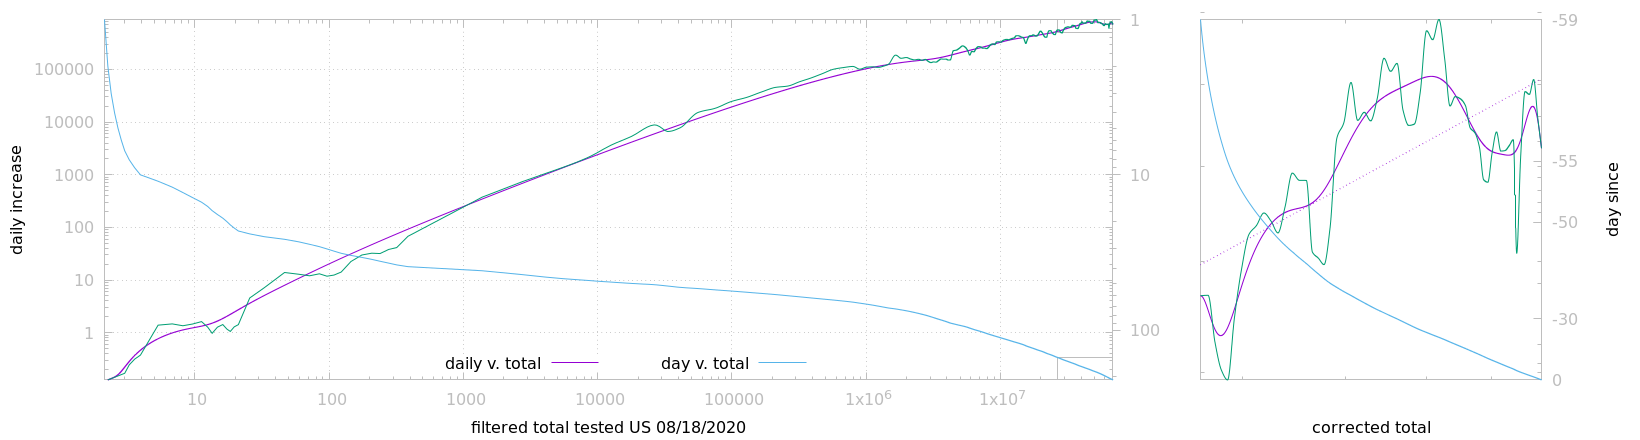 daily increase
100000
10000
1000
100
10
1
10
100
1000
10000
100000
1x10^6
1x10^7
filtered total tested US 08/18/2020
daily v. total
day v. total
1
10
100
-59
-55
-50
-30
0
day since
corrected total